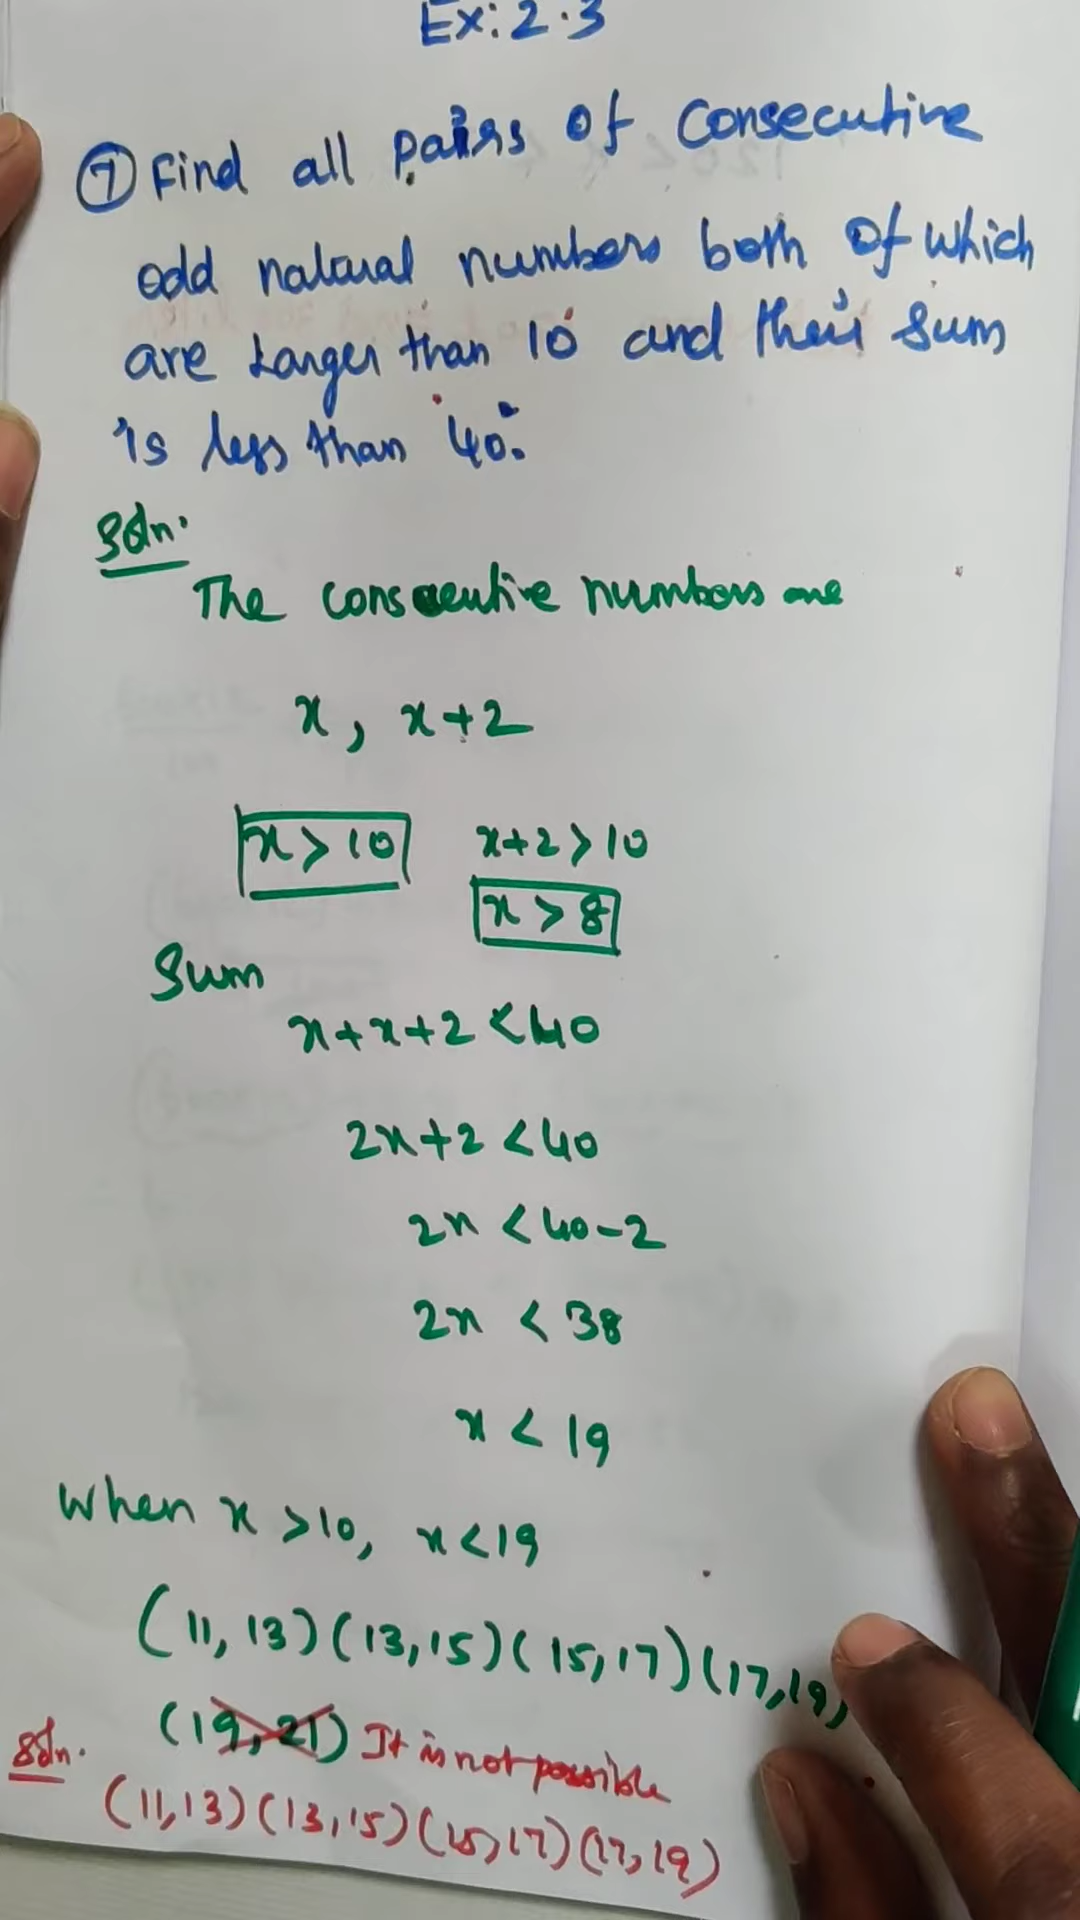 Ex: 2.3
⑦ Find all pairs of consecutive
odd natural numbers both of which
are larger than 10 and their sum
is less than 40.
Soln.
The consecutive numbers are
x, x+2
x > 10 x+2 > 10
x > 8
Sum
x+x+2 < 40
2x+2 < 40
2x < 40-2
2x < 38
x < 19
When x > 10, x < 19
(11, 13) (13, 15) (15, 17) (17, 19)
(19, 21) It is not possible
Soln.
(11, 13) (13, 15) (15, 17) (17, 19)